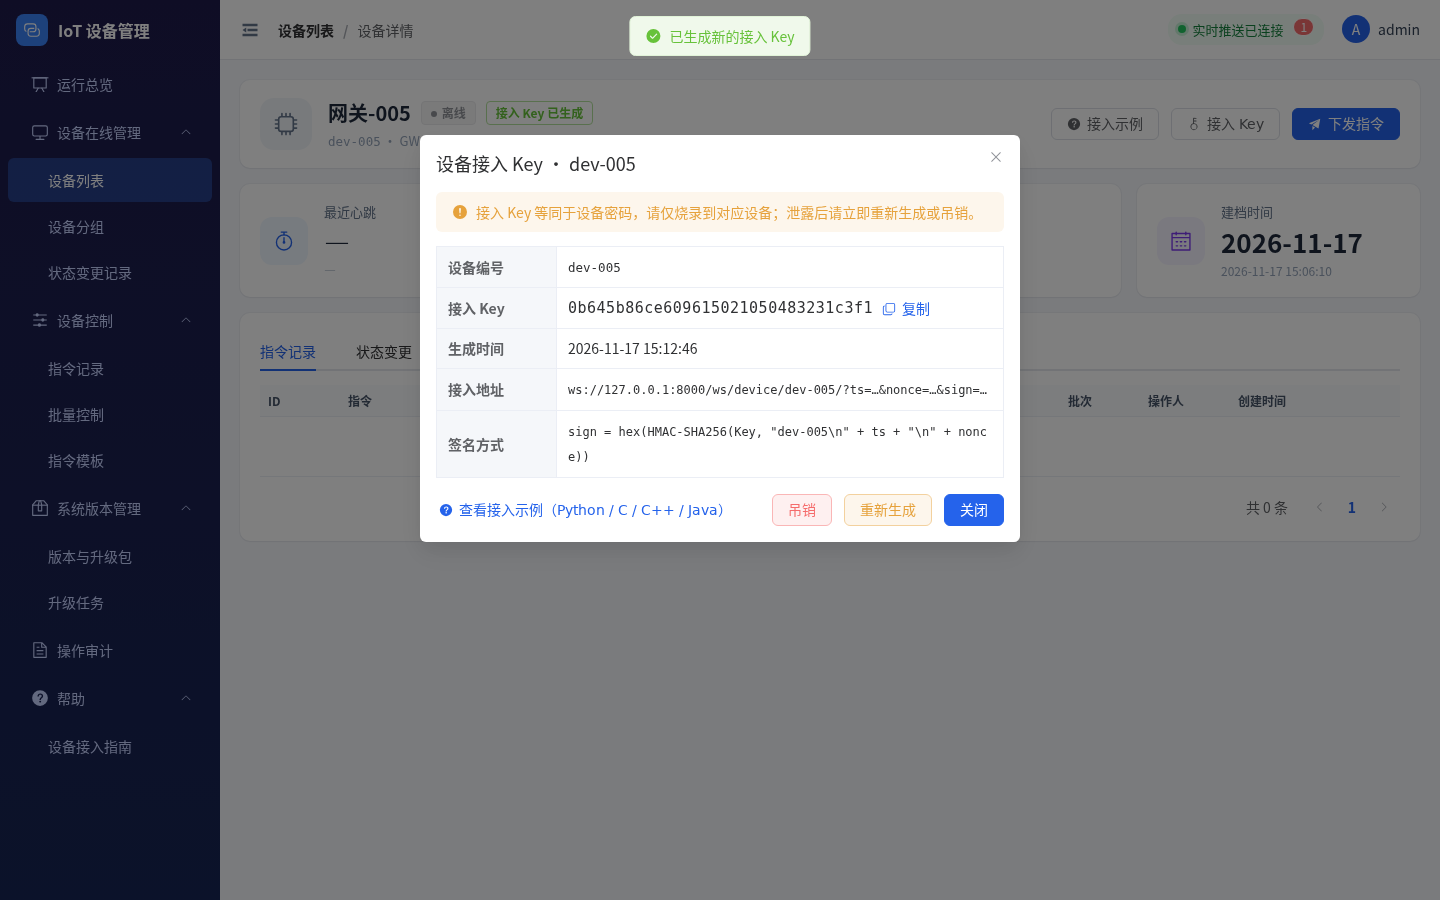 IoT 设备管理
设备列表 / 设备详情
已生成新的接入 Key
实时推送已连接
1
A
admin
运行总览
设备在线管理
设备列表
设备分组
状态变更记录
设备控制
指令记录
批量控制
指令模板
系统版本管理
版本与升级包
升级任务
操作审计
帮助
设备接入指南
网关-005
离线
接入 Key 已生成
dev-005 • GW
接入示例
接入 Key
下发指令
最近心跳
—
—
建档时间
2026-11-17
2026-11-17 15:06:10
指令记录
状态变更
ID
指令
批次
操作人
创建时间
共 0 条
1
设备接入 Key • dev-005
接入 Key 等同于设备密码，请仅烧录到对应设备；泄露后请立即重新生成或吊销。
设备编号
dev-005
接入 Key
0b645b86ce609615021050483231c3f1
复制
生成时间
2026-11-17 15:12:46
接入地址
ws://127.0.0.1:8000/ws/device/dev-005/?ts=…&nonce=…&sign=…
签名方式
sign = hex(HMAC-SHA256(Key, "dev-005\n" + ts + "\n" + nonc
e))
查看接入示例（Python / C / C++ / Java）
吊销
重新生成
关闭